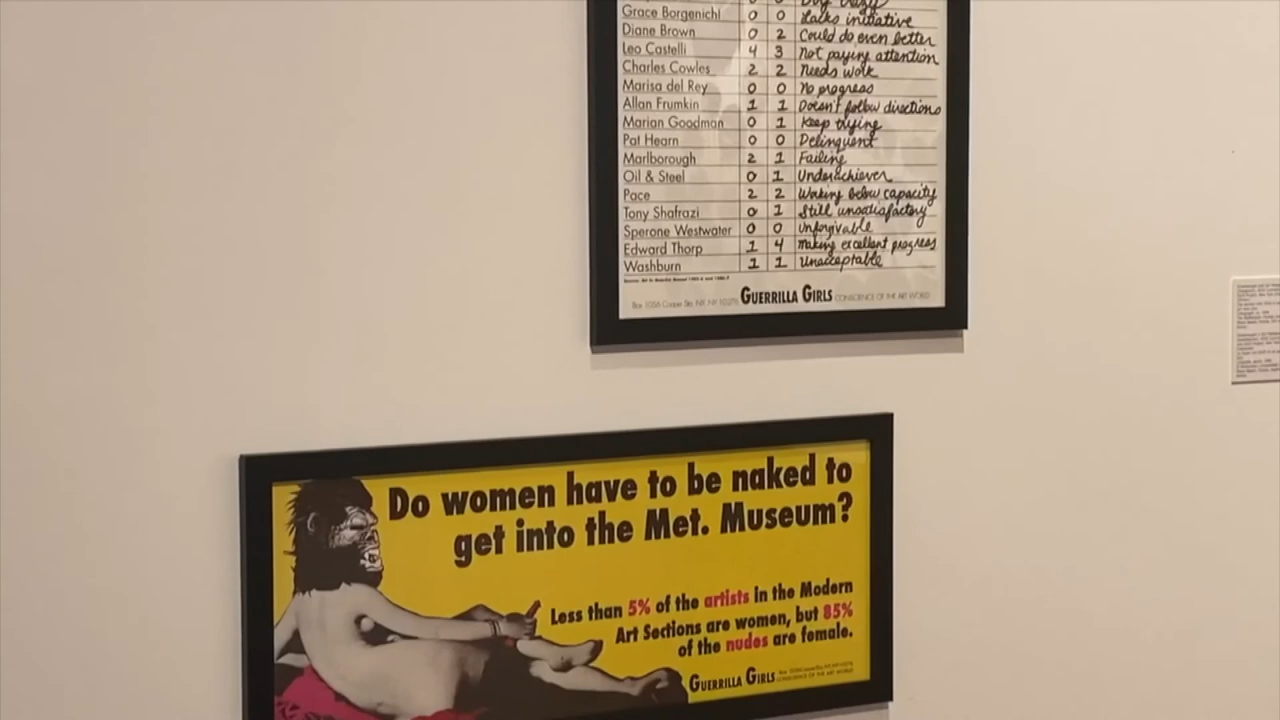 Grace Borgenicht 0 0 Lacks initiative
Diane Brown 0 2 Could do even better
Leo Castelli 4 3 Not paying attention
Charles Cowles 2 2 Needs work
Marisa del Rey 0 0 No progress
Allan Frumkin 1 1 Doesn't follow directions
Marian Goodman 0 1 Keep trying
Pat Hearn 0 0 Delinquent
Marlborough 2 1 Failing
Oil & Steel 0 1 Underachiever
Pace 2 2 Working below capacity
Tony Shafrazi 0 1 Still unsatisfactory
Sperone Westwater 0 0 Unforgivable
Edward Thorp 1 4 Making excellent progress
Washburn 1 1 Unacceptable
GUERRILLA GIRLS CONSCIENCE OF THE ART WORLD
Do women have to be naked to
get into the Met. Museum?
Less than 5% of the artists in the Modern
Art Sections are women, but 85%
of the nudes are female.
GUERRILLA GIRLS
CONSCIENCE OF THE ART WORLD